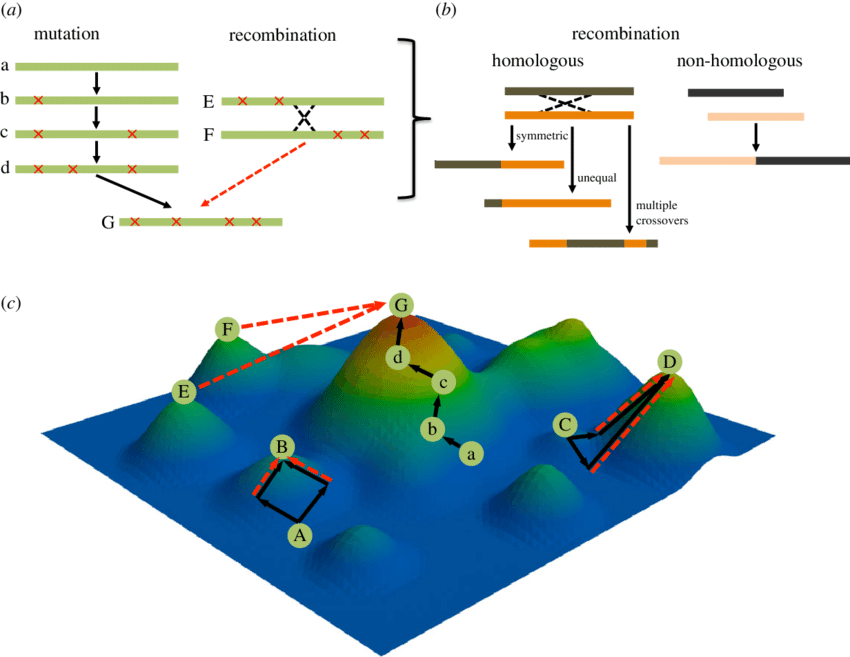 (a)
mutation
recombination
a
b
c
d
E
F
G
(b)
recombination
homologous
non-homologous
symmetric
unequal
multiple
crossovers
(c)
G
F
d
E
c
D
b
C
B
a
A